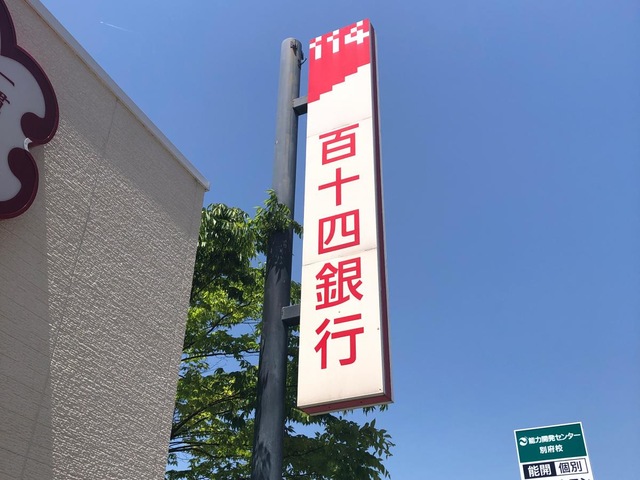 114
百十四銀行
能力開発センター
別府校
能開 個別